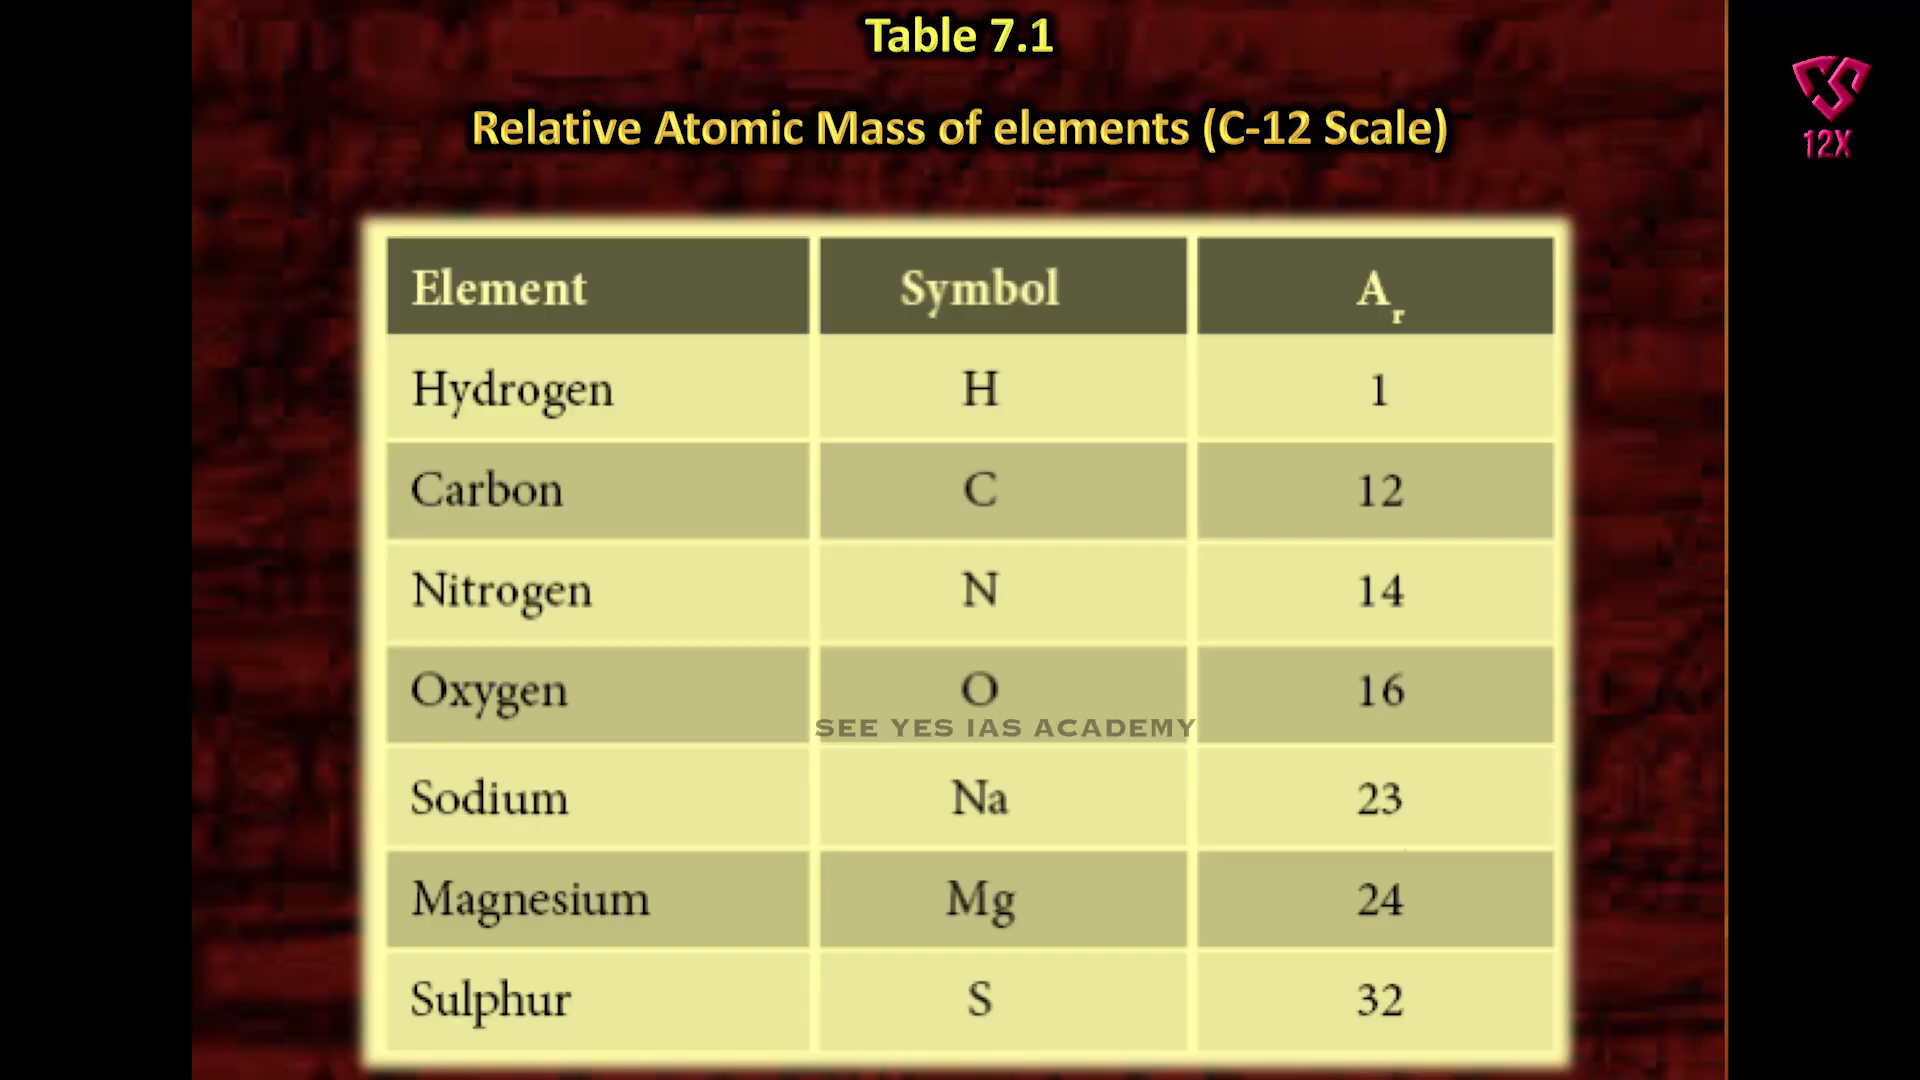 Table 7.1
12X
Relative Atomic Mass of elements (C-12 Scale)
Element Symbol Ar
Hydrogen H 1
Carbon C 12
Nitrogen N 14
Oxygen O 16
SEE YES IAS ACADEMY
Sodium Na 23
Magnesium Mg 24
Sulphur S 32